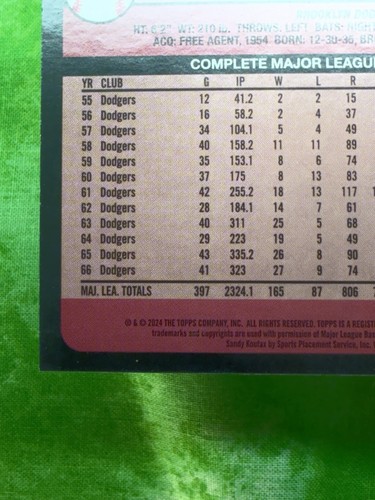 HT: 6'2" WT: 210 lb. THROWS: LEFT BATS: RIGHT
ACQ: FREE AGENT, 1954 BORN: 12-30-35, BRO
COMPLETE MAJOR LEAGU
YR CLUB G IP W L R
55 Dodgers 12 41.2 2 2 15
56 Dodgers 16 58.2 2 4 37
57 Dodgers 34 104.1 5 4 49
58 Dodgers 40 158.2 11 11 89
59 Dodgers 35 153.1 8 6 74
60 Dodgers 37 175 8 13 83
61 Dodgers 42 255.2 18 13 117
62 Dodgers 28 184.1 14 7 61
63 Dodgers 40 311 25 5 68
64 Dodgers 29 223 19 5 49
65 Dodgers 43 335.2 26 8 90
66 Dodgers 41 323 27 9 74
MAJ. LEA. TOTALS 397 2324.1 165 87 806
® & © 2024 THE TOPPS COMPANY, INC. ALL RIGHTS RESERVED. TOPPS IS A REGIST
trademarks and copyrights are used with permission of Major League Bas
Sandy Koufax by Sports Placement Service, Inc.